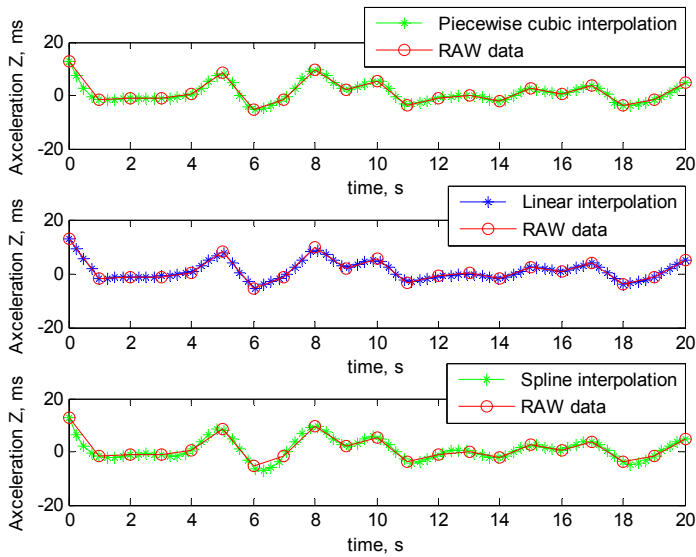 Piecewise cubic interpolation
RAW data
Axceleration Z, ms
20
0
-20
0 2 4 6 8 10 12 14 16 18 20
time, s
Linear interpolation
RAW data
Axceleration Z, ms
20
0
-20
0 2 4 6 8 10 12 14 16 18 20
time, s
Spline interpolation
RAW data
Axceleration Z, ms
20
0
-20
0 2 4 6 8 10 12 14 16 18 20
time, s